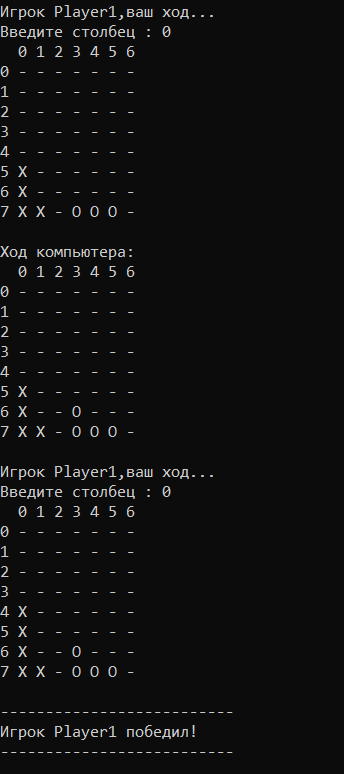 Игрок Player1,ваш ход...
Введите столбец : 0
  0 1 2 3 4 5 6
0 - - - - - - -
1 - - - - - - -
2 - - - - - - -
3 - - - - - - -
4 - - - - - - -
5 X - - - - - -
6 X - - - - - -
7 X X - O O O -

Ход компьютера:
  0 1 2 3 4 5 6
0 - - - - - - -
1 - - - - - - -
2 - - - - - - -
3 - - - - - - -
4 - - - - - - -
5 X - - - - - -
6 X - - O - - -
7 X X - O O O -

Игрок Player1,ваш ход...
Введите столбец : 0
  0 1 2 3 4 5 6
0 - - - - - - -
1 - - - - - - -
2 - - - - - - -
3 - - - - - - -
4 X - - - - - -
5 X - - - - - -
6 X - - O - - -
7 X X - O O O -

--------------------------
Игрок Player1 победил!
--------------------------